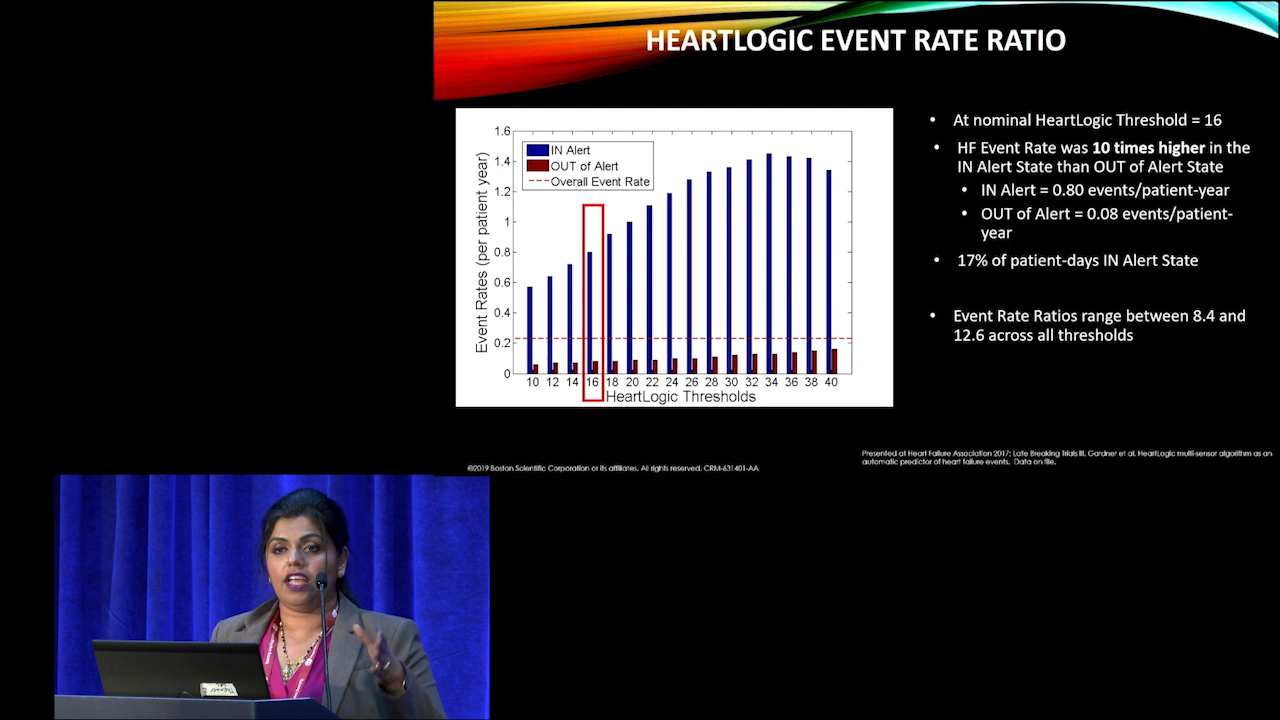 HEARTLOGIC EVENT RATE RATIO
1.6
1.4
1.2
1
0.8
0.6
0.4
0.2
0
Event Rates (per patient year)
IN Alert
OUT of Alert
Overall Event Rate
10 12 14 16 18 20 22 24 26 28 30 32 34 36 38 40
HeartLogic Thresholds
• At nominal HeartLogic Threshold = 16
• HF Event Rate was 10 times higher in the
IN Alert State than OUT of Alert State
• IN Alert = 0.80 events/patient-year
• OUT of Alert = 0.08 events/patient-
year
• 17% of patient-days IN Alert State
• Event Rate Ratios range between 8.4 and
12.6 across all thresholds
©2019 Boston Scientific Corporation or its affiliates. All rights reserved. CRM-631401-AA
Presented at Heart Failure Association 2017; Late Breaking Trials III. Gardner et al. HeartLogic multi-sensor algorithm as an
automatic predictor of heart failure events. Data on file.